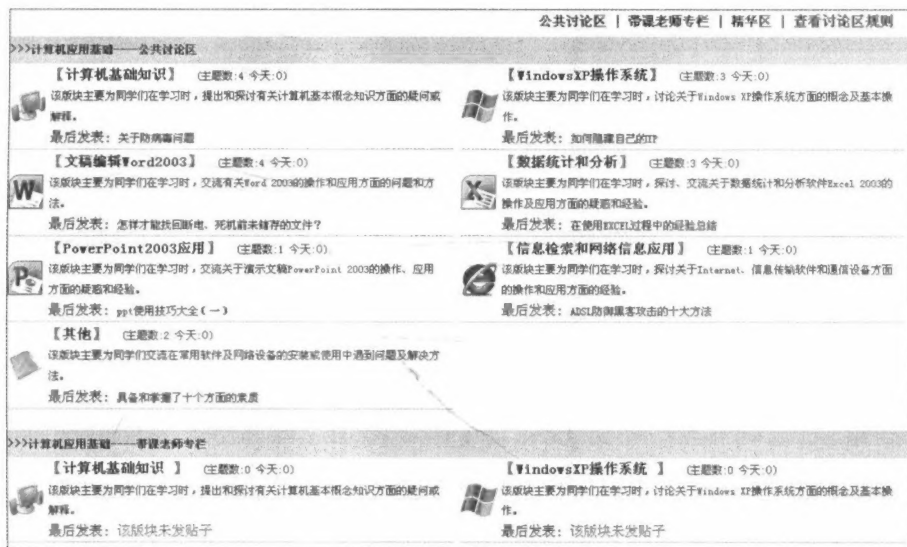 公共讨论区 | 带课老师专栏 | 精华区 | 查看讨论区规则
>>>计算机应用基础——公共讨论区
【计算机基础知识】 (主题数:4 今天:0)
该版块主要为同学们在学习时，提出和探讨有关计算机基本概念知识方面的疑问或
解释。
最后发表: 关于防病毒问题
【WindowsXP操作系统】 (主题数:3 今天:0)
该版块主要为同学们在学习时，讨论关于Windows XP操作系统方面的概念及基本操
作。
最后发表: 如何隐藏自己的IP
【文稿编辑Word2003】 (主题数:4 今天:0)
该版块主要为同学们在学习时，交流有关Word 2003的操作和应用方面的问题和方
法。
最后发表: 怎样才能找回断电、死机前未储存的文件?
【数据统计和分析】 (主题数:3 今天:0)
该版块主要为同学们在学习时，探讨、交流关于数据统计和分析软件Excel 2003的
操作及应用方面的疑惑和经验。
最后发表: 在使用EXCEL过程中的经验总结
【PowerPoint2003应用】 (主题数:1 今天:0)
该版块主要为同学们在学习时，交流关于演示文稿PowerPoint 2003的操作、应用
方面的疑惑和经验。
最后发表: ppt使用技巧大全(一)
【信息检索和网络信息应用】 (主题数:1 今天:0)
该版块主要为同学们在学习时，探讨关于Internet、信息传输软件和通信设备方面
的操作和应用方面的经验。
最后发表: ADSL防御黑客攻击的十大方法
【其他】 (主题数:2 今天:0)
该版块主要为同学们交流在常用软件及网络设备的安装或使用中遇到问题及解决方
法。
最后发表: 具备和掌握了十个方面的素质
>>>计算机应用基础——带课老师专栏
【计算机基础知识 】 (主题数:0 今天:0)
该版块主要为同学们在学习时，提出和探讨有关计算机基本概念知识方面的疑问或
解释。
最后发表: 该版块未发贴子
【WindowsXP操作系统 】 (主题数:0 今天:0)
该版块主要为同学们在学习时，讨论关于Windows XP操作系统方面的概念及基本操
作。
最后发表: 该版块未发贴子